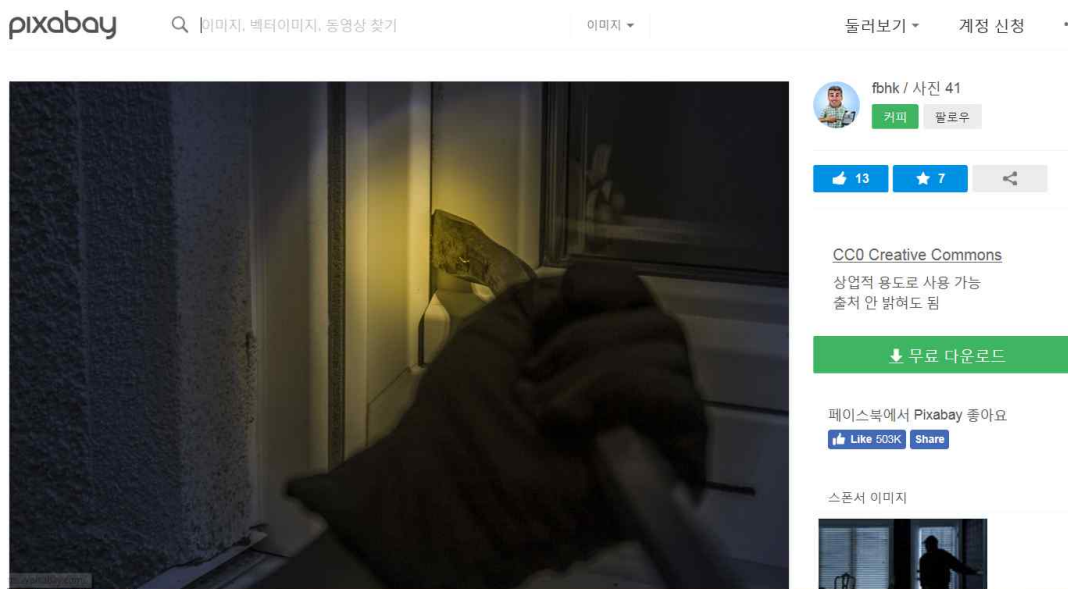 pixabay
이미지, 벡터이미지, 동영상 찾기
이미지
둘러보기
계정 신청
fbhk / 사진 41
커피
팔로우
13
7
CC0 Creative Commons
상업적 용도로 사용 가능
출처 안 밝혀도 됨
무료 다운로드
페이스북에서 Pixabay 좋아요
Like 503K
Share
스폰서 이미지